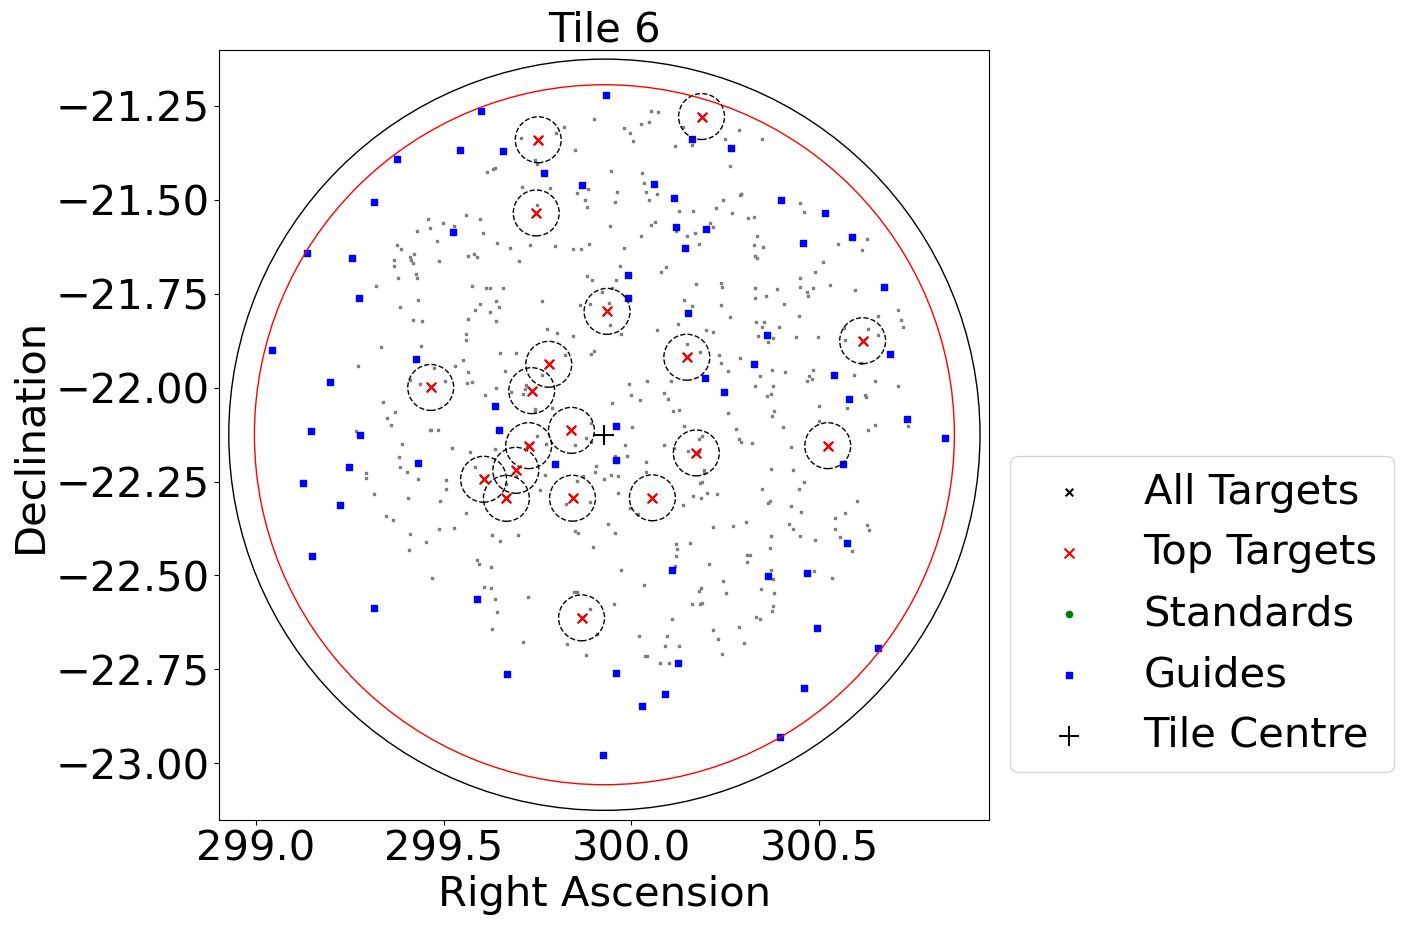 Tile 6
−21.25
−21.50
−21.75
−22.00
−22.25
−22.50
−22.75
−23.00
Declination
299.0 299.5 300.0 300.5
Right Ascension
All Targets
Top Targets
Standards
Guides
Tile Centre